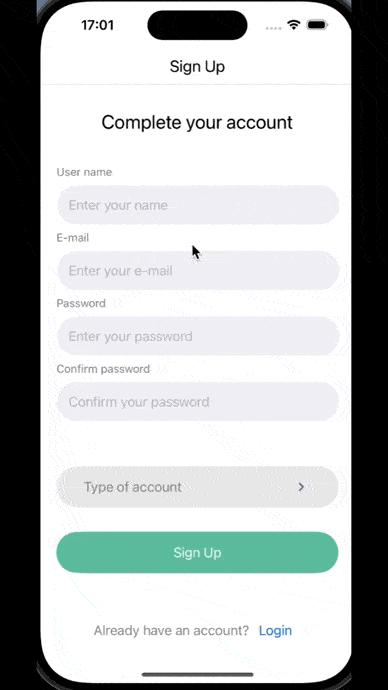 17:01
Sign Up
Complete your account
User name
Enter your name
E-mail
Enter your e-mail
Password
Enter your password
Confirm password
Confirm your password
Type of account
Sign Up
Already have an account? Login